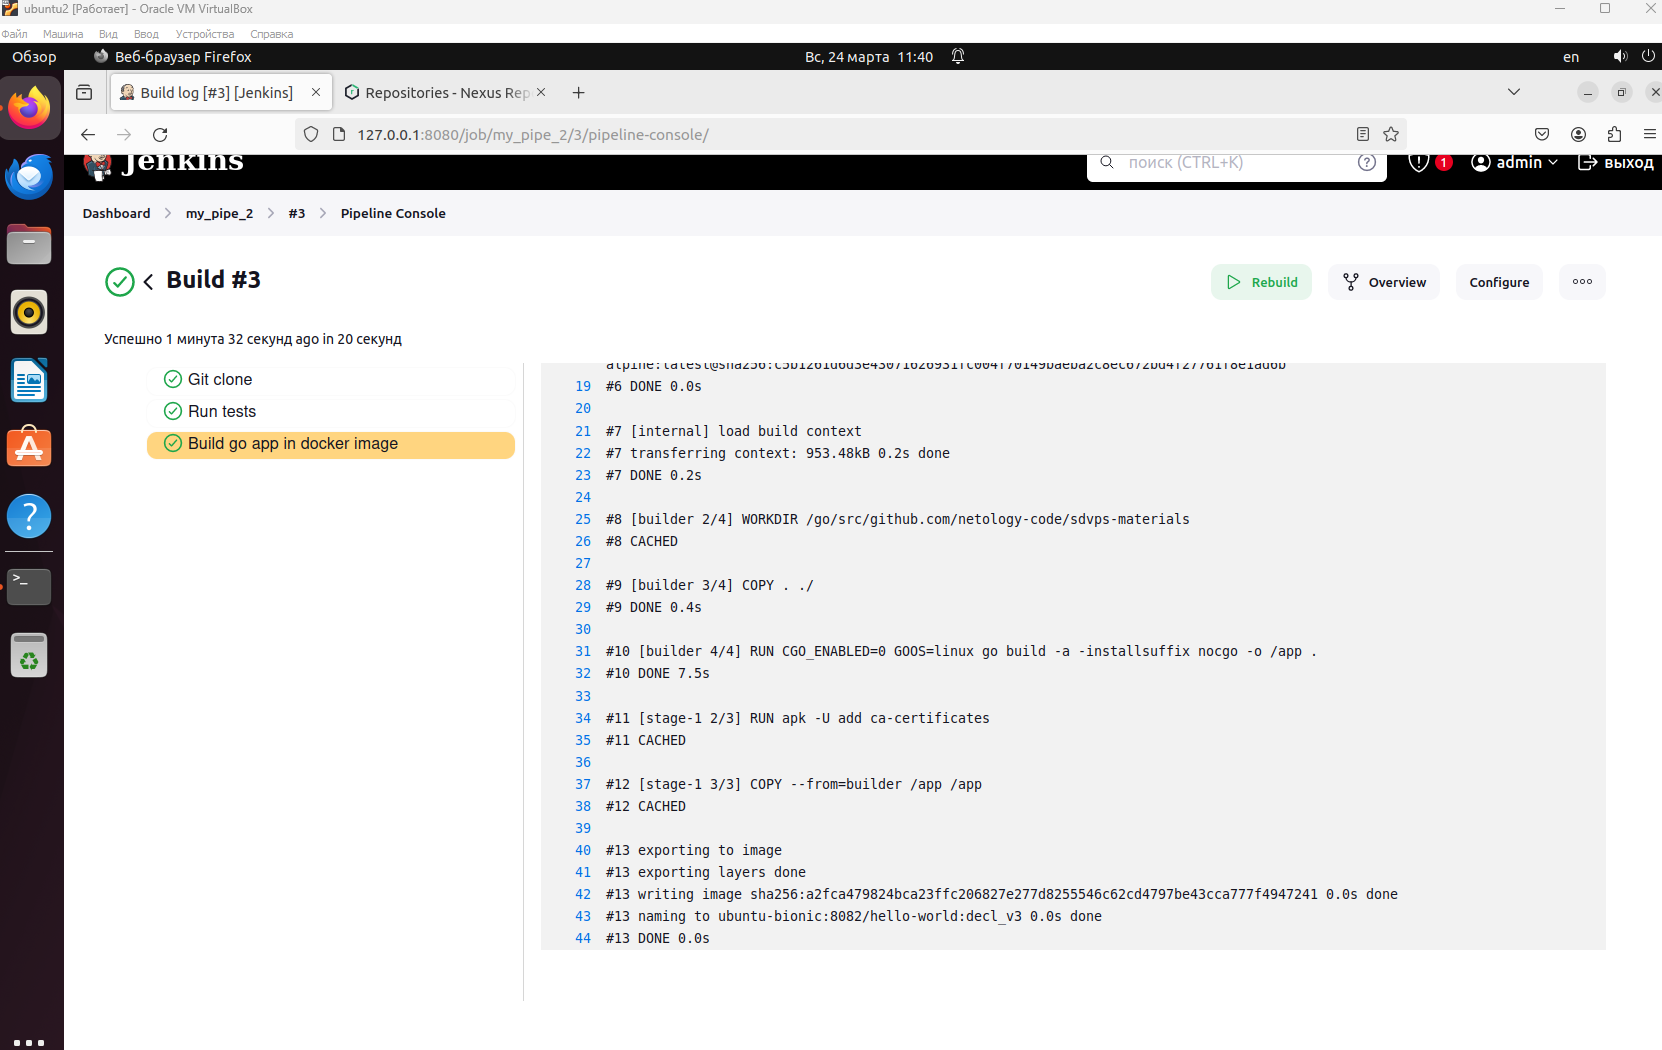 ubuntu2 [Работает] - Oracle VM VirtualBox
Файл Машина Вид Ввод Устройства Справка
Обзор Веб-браузер Firefox Вс, 24 марта 11:40 en
Build log [#3] [Jenkins] Repositories - Nexus Rep
127.0.0.1:8080/job/my_pipe_2/3/pipeline-console/
Jenkins поиск (CTRL+K) 1 admin выход
Dashboard my_pipe_2 #3 Pipeline Console
Build #3 Rebuild Overview Configure
Успешно 1 минута 32 секунд ago in 20 секунд
Git clone
Run tests
Build go app in docker image
19 #6 DONE 0.0s
20
21 #7 [internal] load build context
22 #7 transferring context: 953.48kB 0.2s done
23 #7 DONE 0.2s
24
25 #8 [builder 2/4] WORKDIR /go/src/github.com/netology-code/sdvps-materials
26 #8 CACHED
27
28 #9 [builder 3/4] COPY . ./
29 #9 DONE 0.4s
30
31 #10 [builder 4/4] RUN CGO_ENABLED=0 GOOS=linux go build -a -installsuffix nocgo -o /app .
32 #10 DONE 7.5s
33
34 #11 [stage-1 2/3] RUN apk -U add ca-certificates
35 #11 CACHED
36
37 #12 [stage-1 3/3] COPY --from=builder /app /app
38 #12 CACHED
39
40 #13 exporting to image
41 #13 exporting layers done
42 #13 writing image sha256:a2fca479824bca23ffc206827e277d8255546c62cd4797be43cca777f4947241 0.0s done
43 #13 naming to ubuntu-bionic:8082/hello-world:decl_v3 0.0s done
44 #13 DONE 0.0s